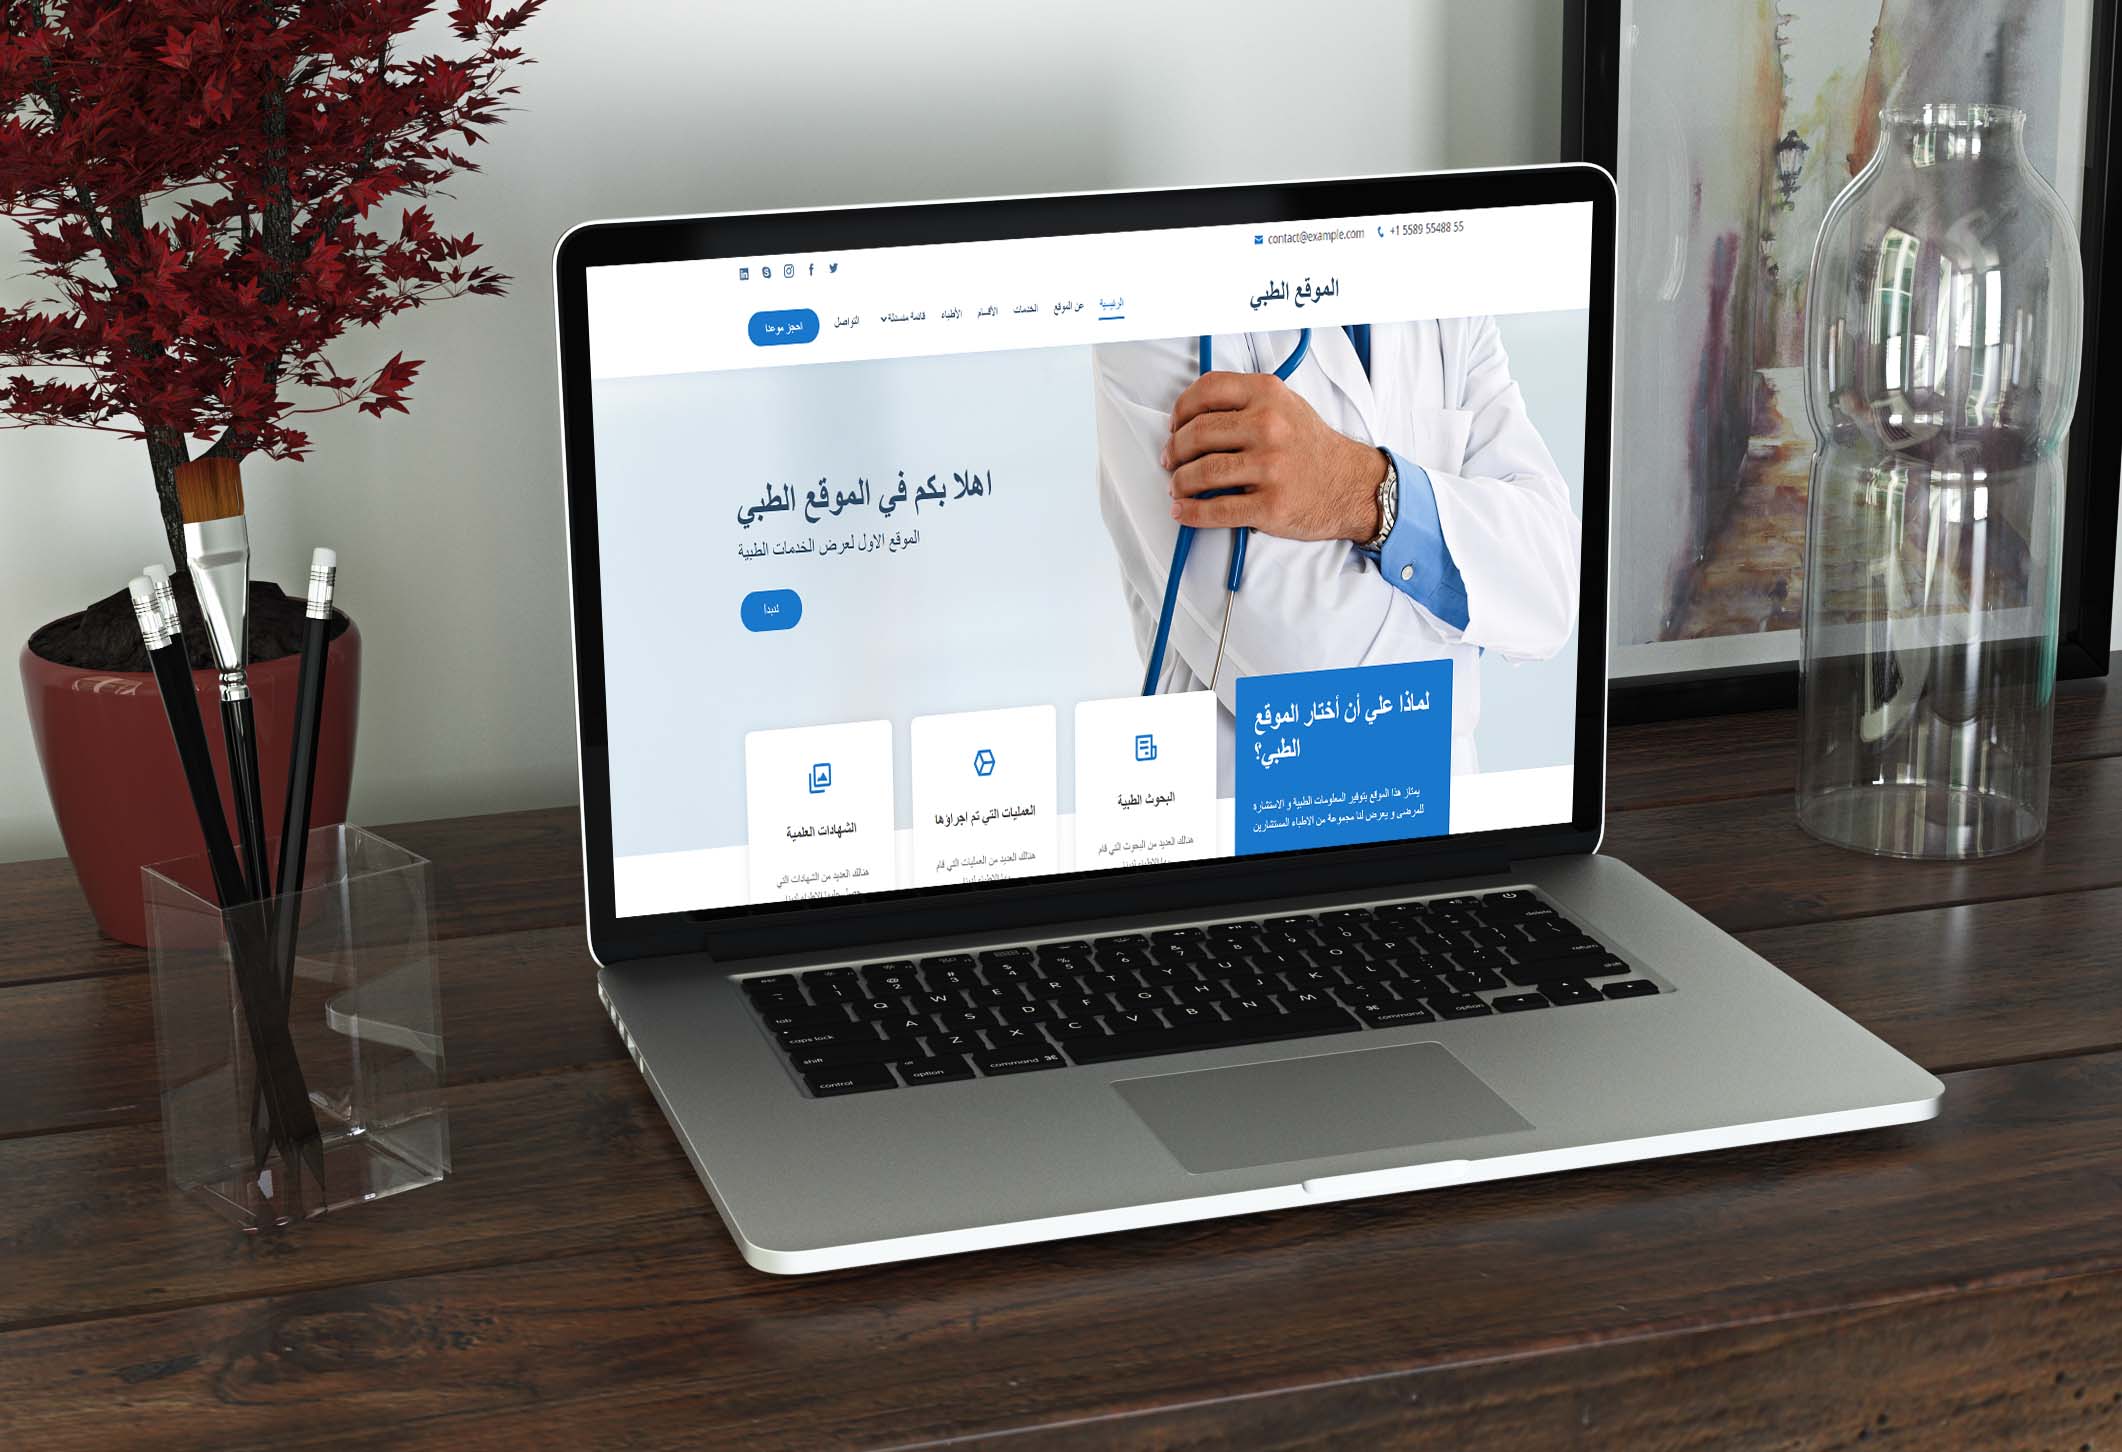 contact@example.com +1 5589 55488 55
الموقع الطبي
الرئيسية عن الموقع الخدمات الأقسام الأطباء قائمة منسدلة التواصل احجز موعدا
اهلا بكم في الموقع الطبي
الموقع الاول لعرض الخدمات الطبية
لنبدأ
لماذا علي أن أختار الموقع
الطبي؟
يمتاز هذا الموقع بتوفير المعلومات الطبية و الاستشارة
للمرضى و يعرض لنا مجموعة من الاطباء المستشارين
البحوث الطبية
هنالك العديد من البحوث التي قام
العمليات التي تم اجراؤها
هنالك العديد من العمليات التي قام
الشهادات العلمية
هنالك العديد من الشهادات التي
delete
tab Q W E R T Y U I O P
caps lock A S D F G H J K L return
shift Z X C V B N M shift
control option command command option